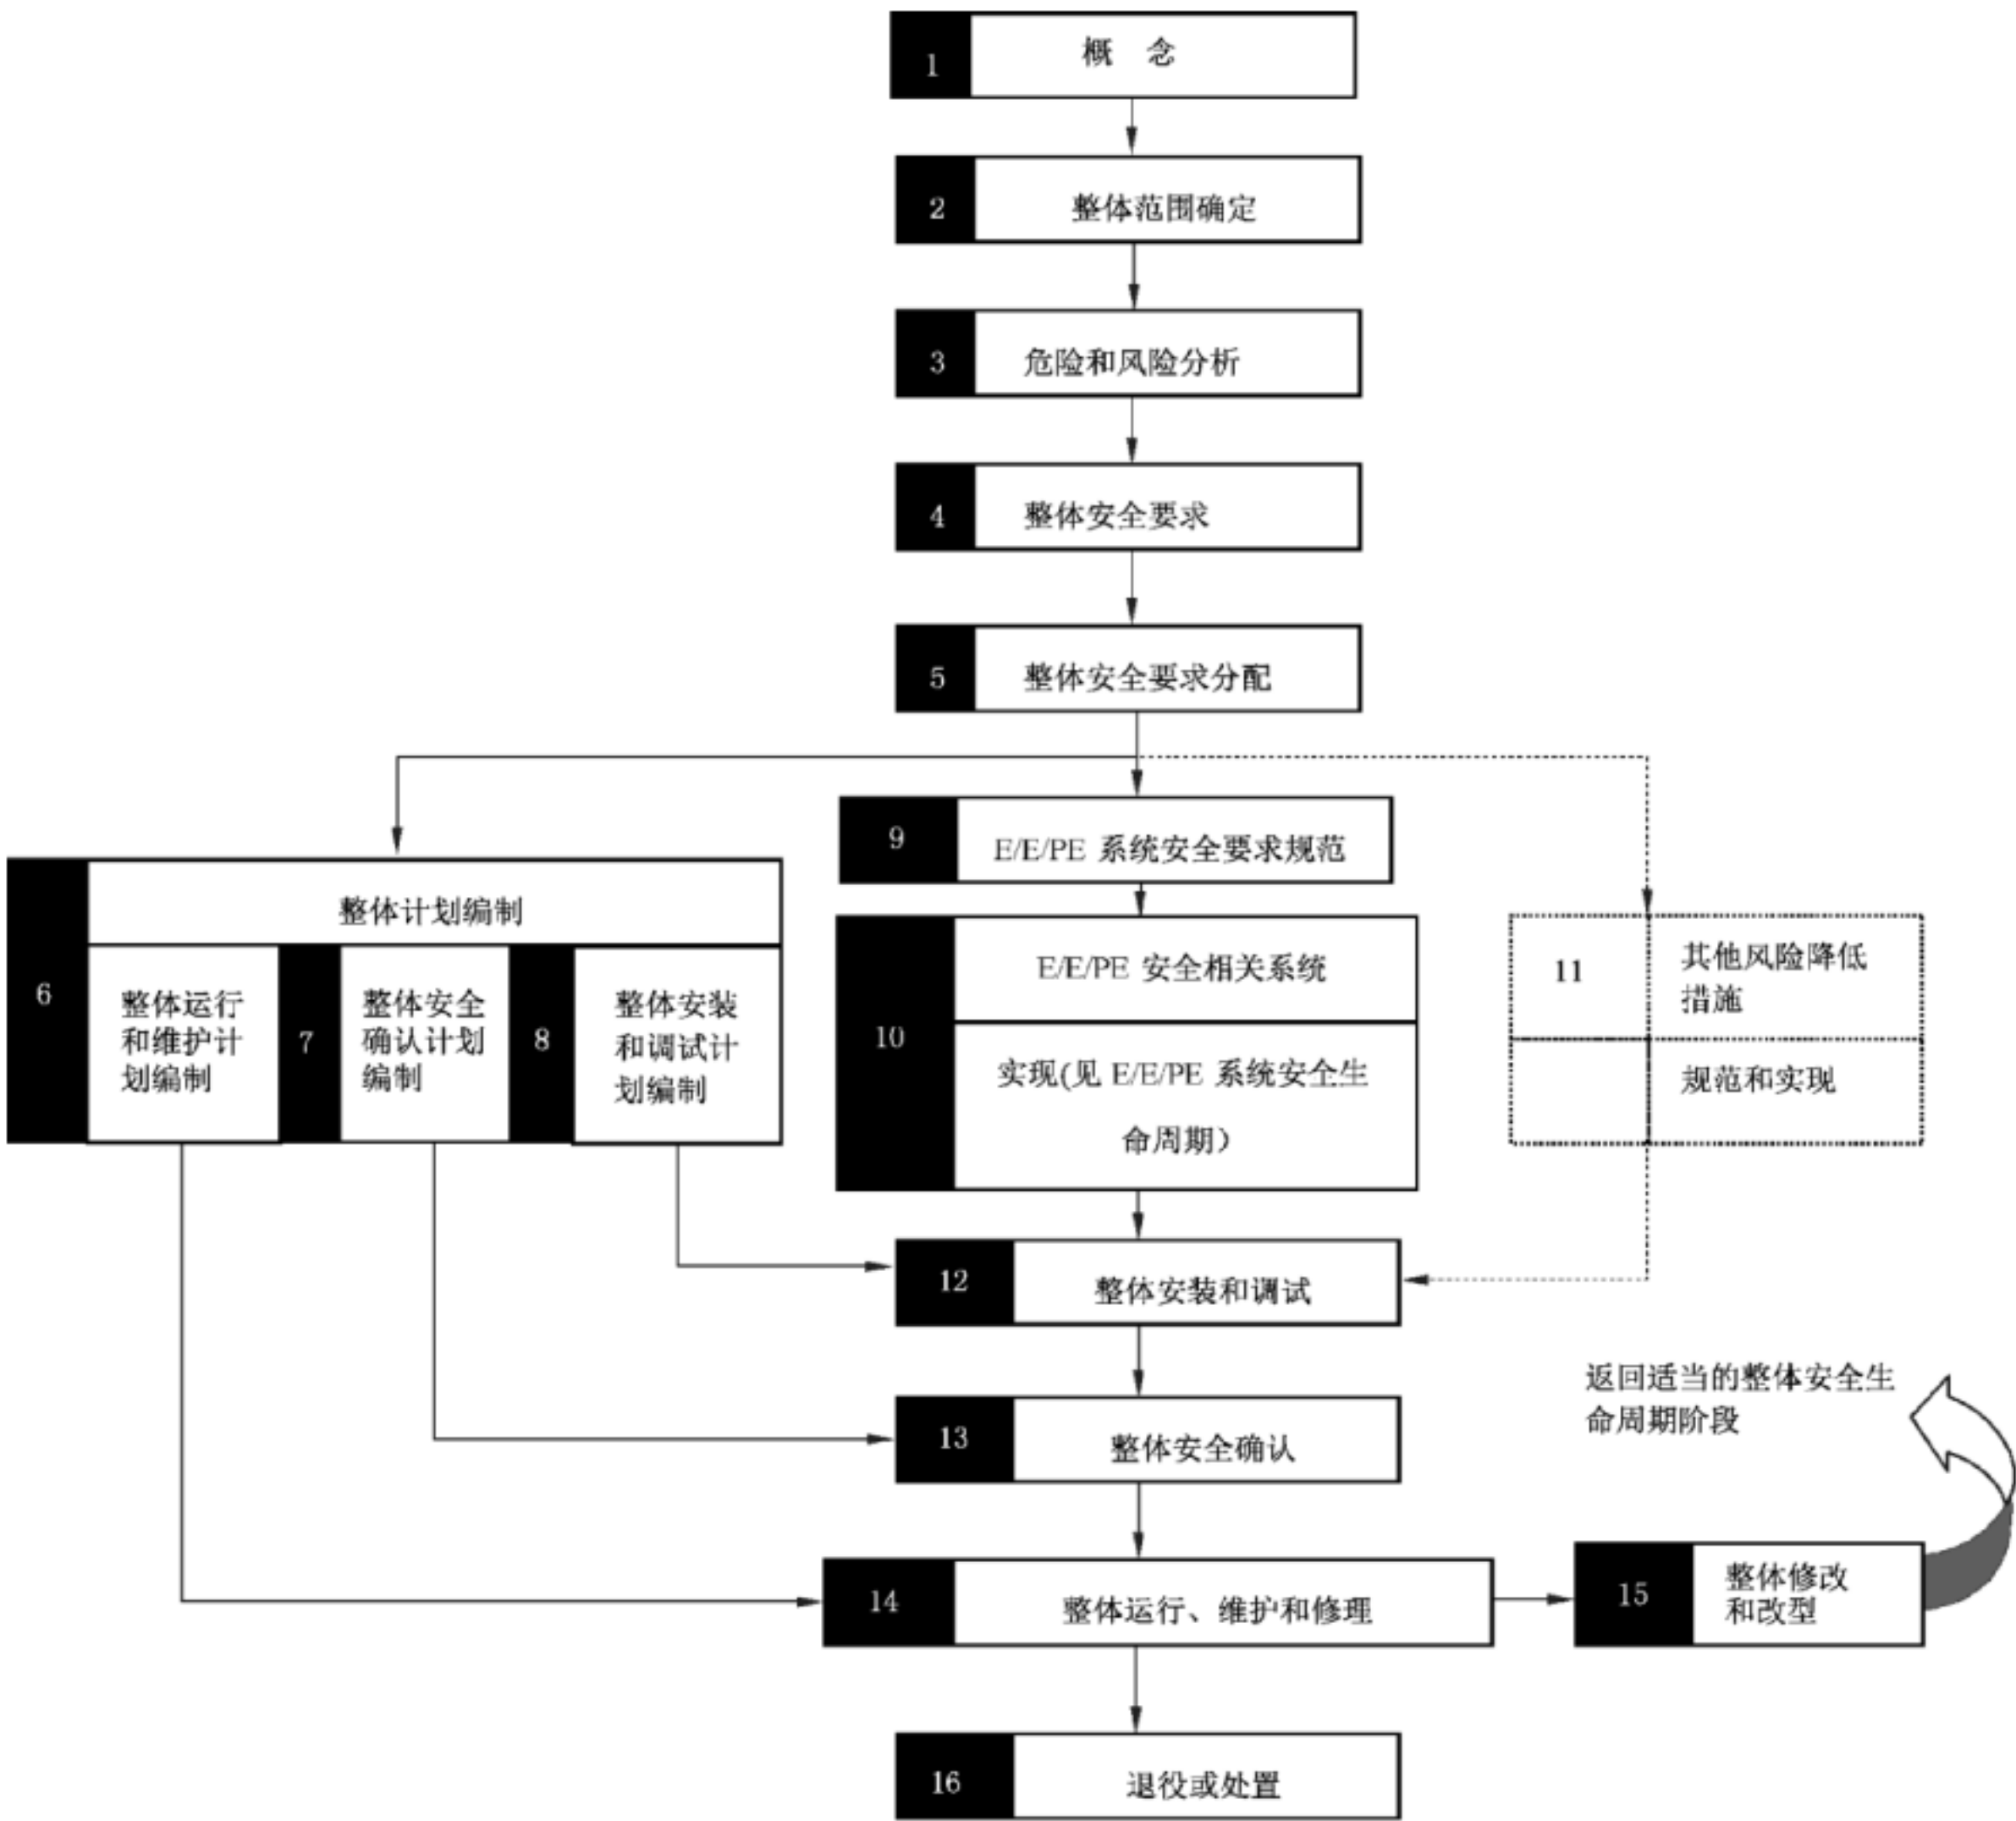 1
概 念
2
整体范围确定
3
危险和风险分析
4
整体安全要求
5
整体安全要求分配
6
整体计划编制
整体运行
和维护计
划编制
7
整体安全
确认计划
编制
8
整体安装
和调试计
划编制
9
E/E/PE 系统安全要求规范
10
E/E/PE 安全相关系统
实现(见 E/E/PE 系统安全生
命周期）
11
其他风险降低
措施
规范和实现
12
整体安装和调试
13
整体安全确认
14
整体运行、维护和修理
15
整体修改
和改型
返回适当的整体安全生
命周期阶段
16
退役或处置